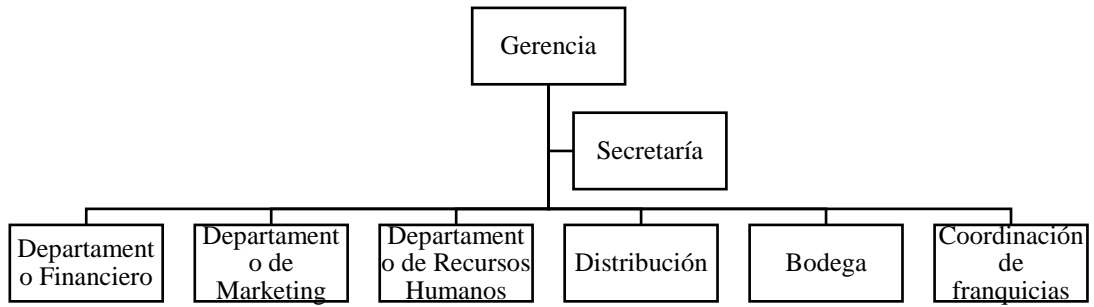 Gerencia
Secretaría
Departament
o Financiero
Departament
o de
Marketing
Departament
o de Recursos
Humanos
Distribución
Bodega
Coordinación
de
franquicias